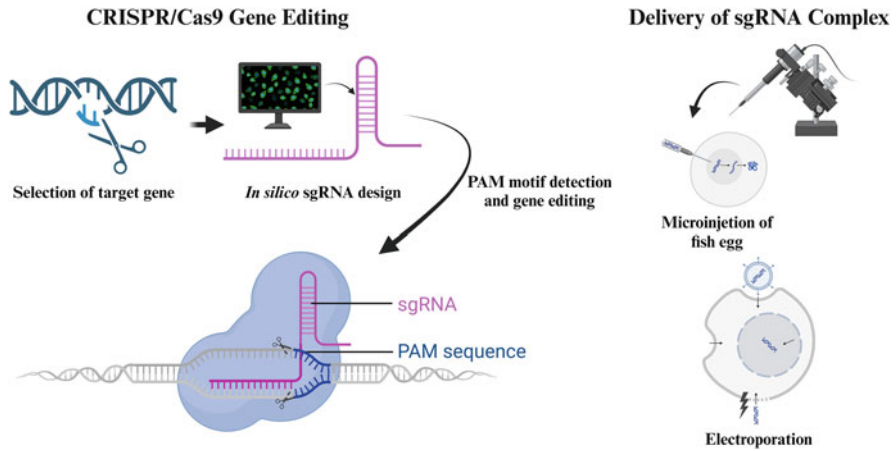 CRISPR/Cas9 Gene Editing
Delivery of sgRNA Complex
Selection of target gene
In silico sgRNA design
PAM motif detection
and gene editing
Microinjetion of
fish egg
sgRNA
PAM sequence
Electroporation